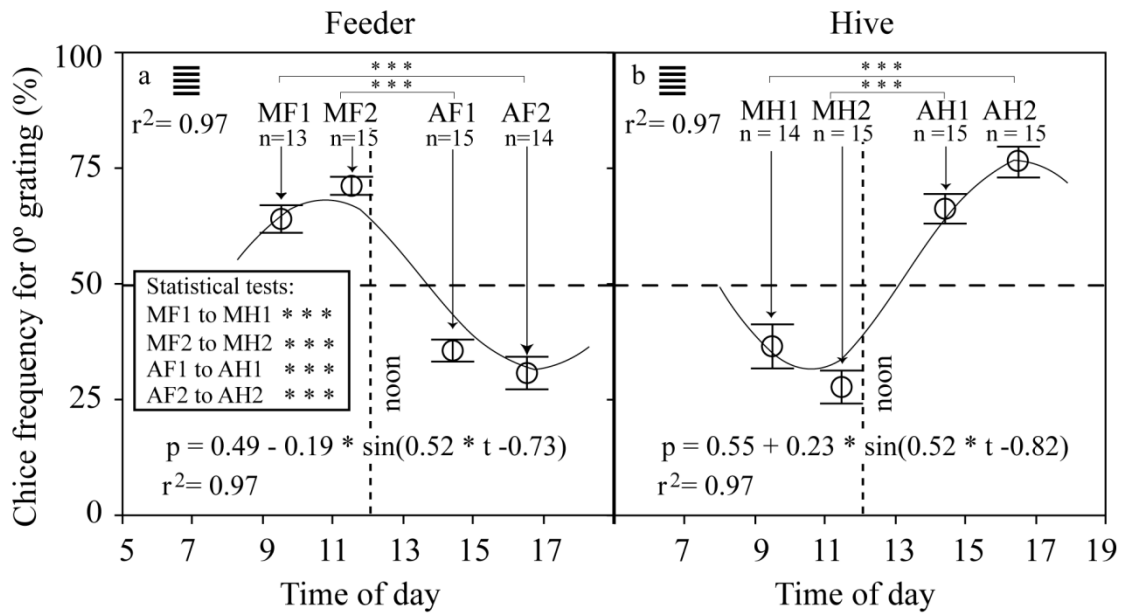 Feeder
Hive
Chice frequency for 0º grating (%)
100
75
50
25
0
a
r²= 0.97
* * *
* * *
MF1
n=13
MF2
n=15
AF1
n=15
AF2
n=14
Statistical tests:
MF1 to MH1 * * *
MF2 to MH2 * * *
AF1 to AH1 * * *
AF2 to AH2 * * *
noon
p = 0.49 - 0.19 * sin(0.52 * t -0.73)
r²= 0.97
5 7 9 11 13 15 17
Time of day
b
r²= 0.97
* * *
* * *
MH1
n = 14
MH2
n = 15
AH1
n =15
AH2
n = 15
noon
p = 0.55 + 0.23 * sin(0.52 * t -0.82)
r²= 0.97
7 9 11 13 15 17 19
Time of day